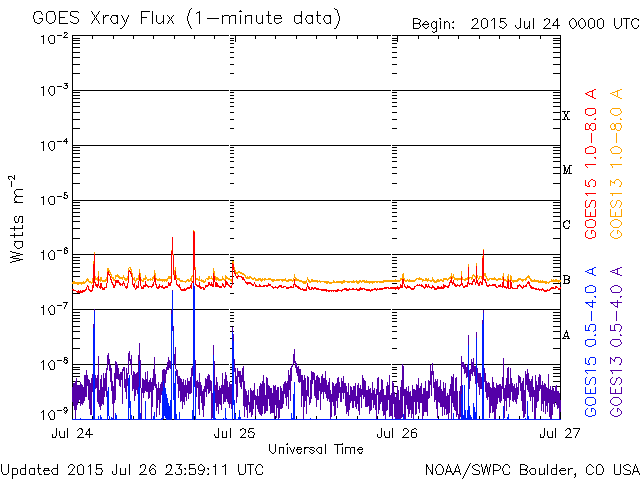 GOES Xray Flux (1-minute data)
Begin: 2015 Jul 24 0000 UTC
10-2
10-3
10-4
10-5
10-6
10-7
10-8
10-9
Watts m-2
X
M
C
B
A
GOES15 1.0-8.0 A
GOES13 1.0-8.0 A
GOES15 0.5-4.0 A
GOES13 0.5-4.0 A
Jul 24
Jul 25
Jul 26
Jul 27
Universal Time
Updated 2015 Jul 26 23:59:11 UTC
NOAA/SWPC Boulder, CO USA